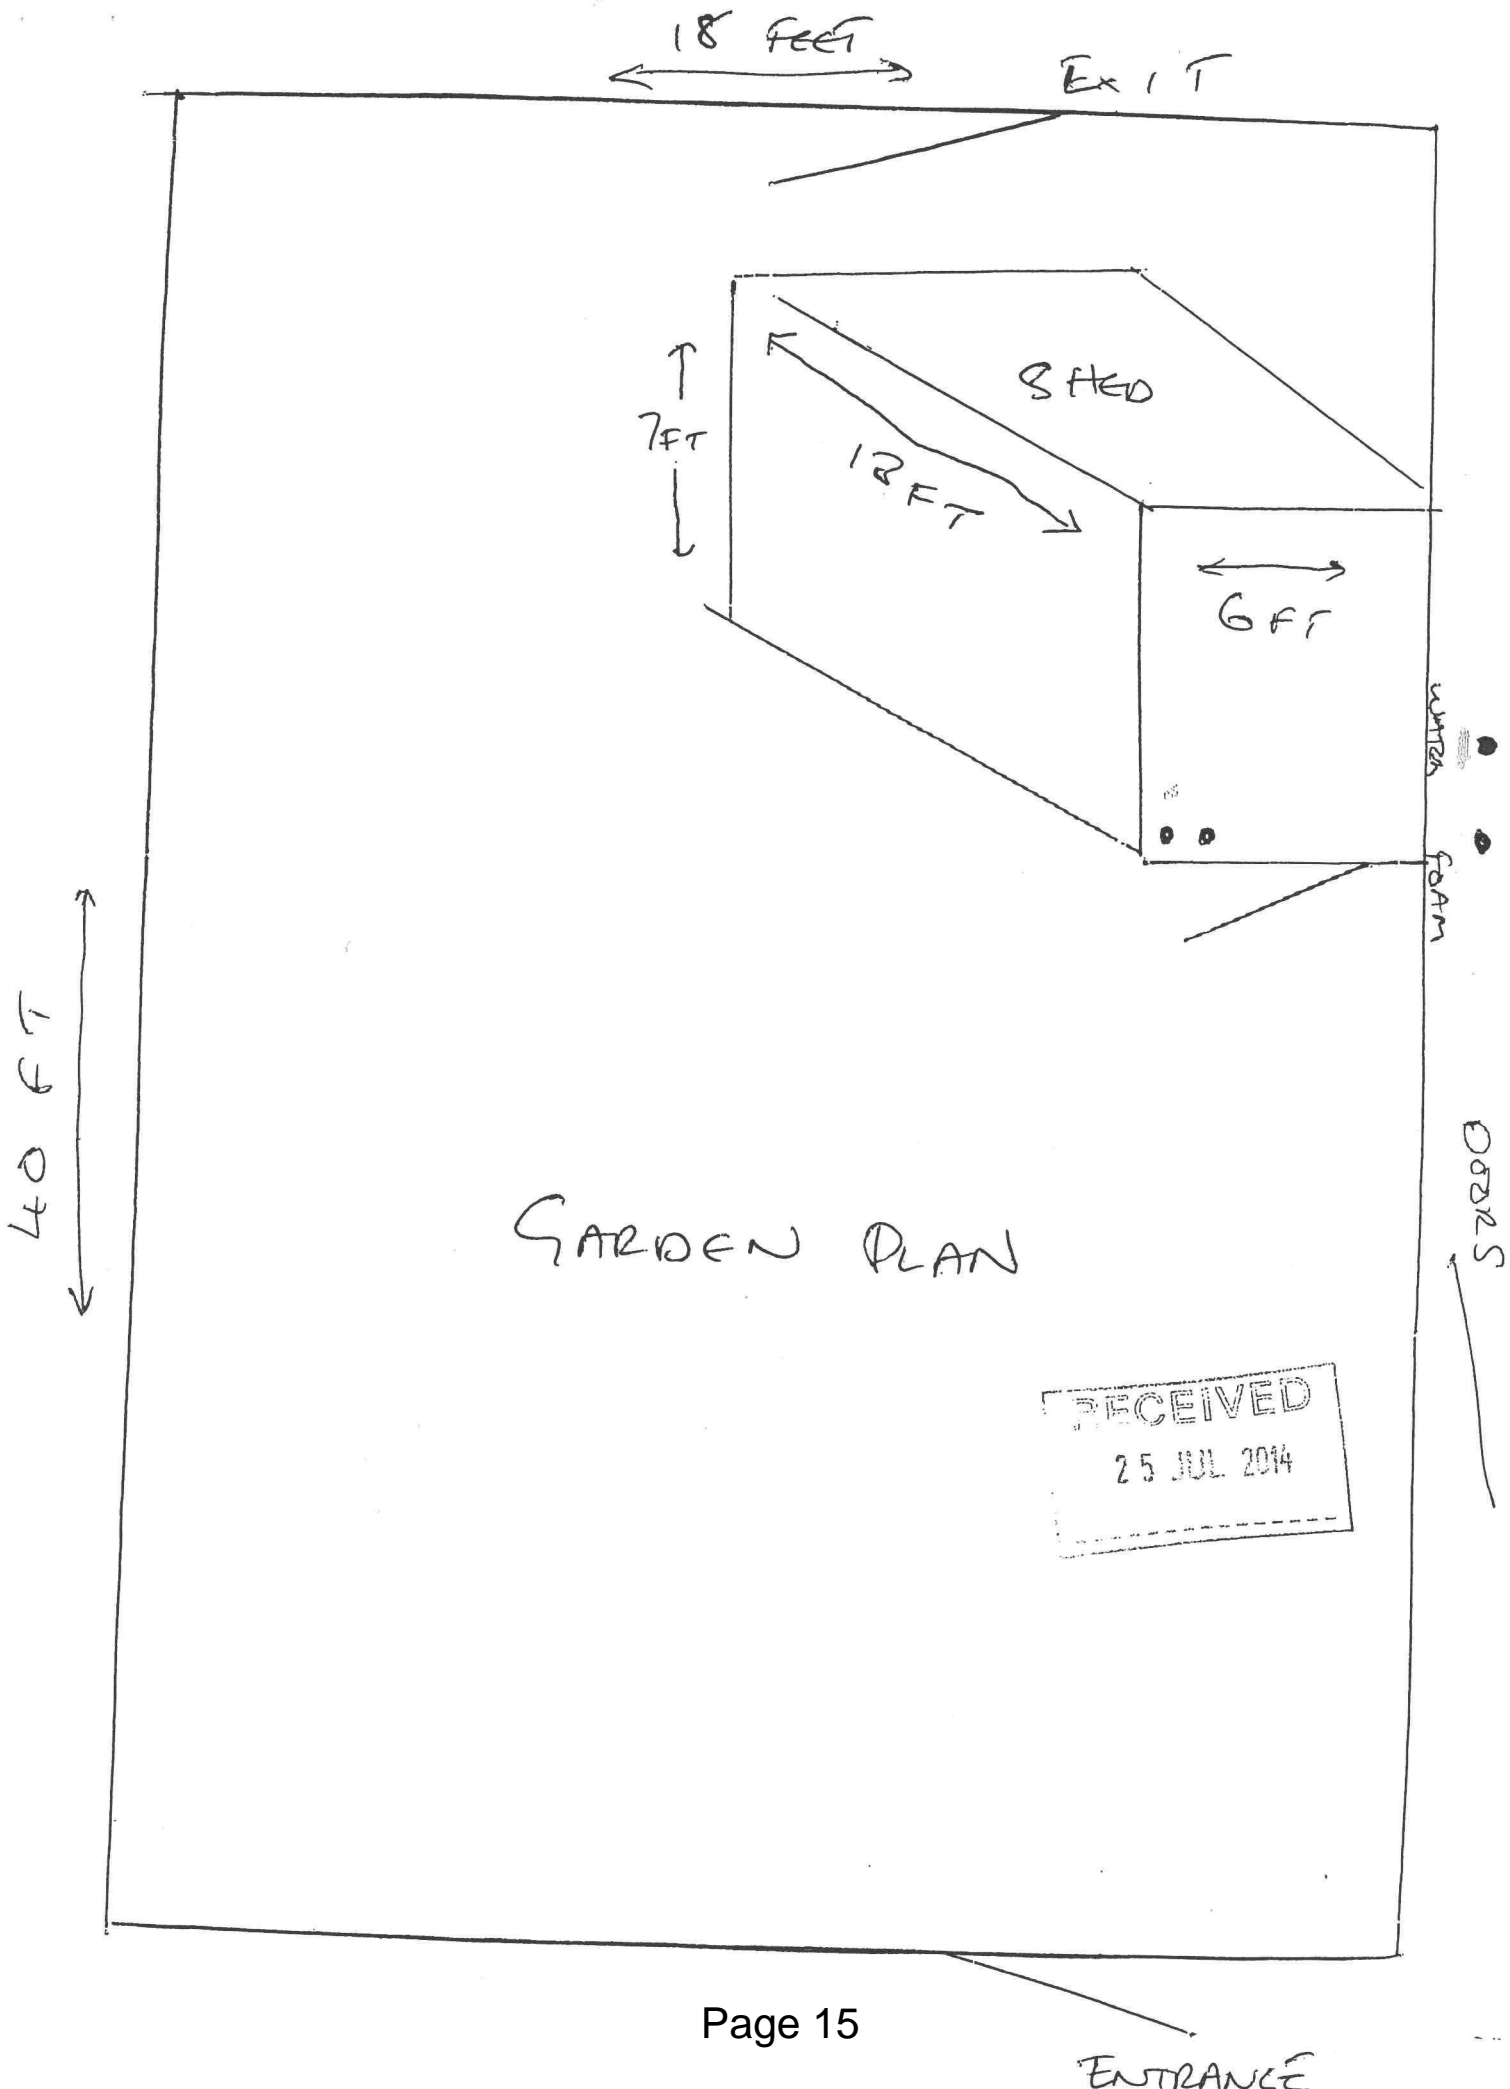 18 FEET
EXIT
SHED
7FT
FT
6FT
WATER
FOAM
40 FT
DOORS
GARDEN PLAN
RECEIVED
25 JUL 2014
Page 15
ENTRANCE